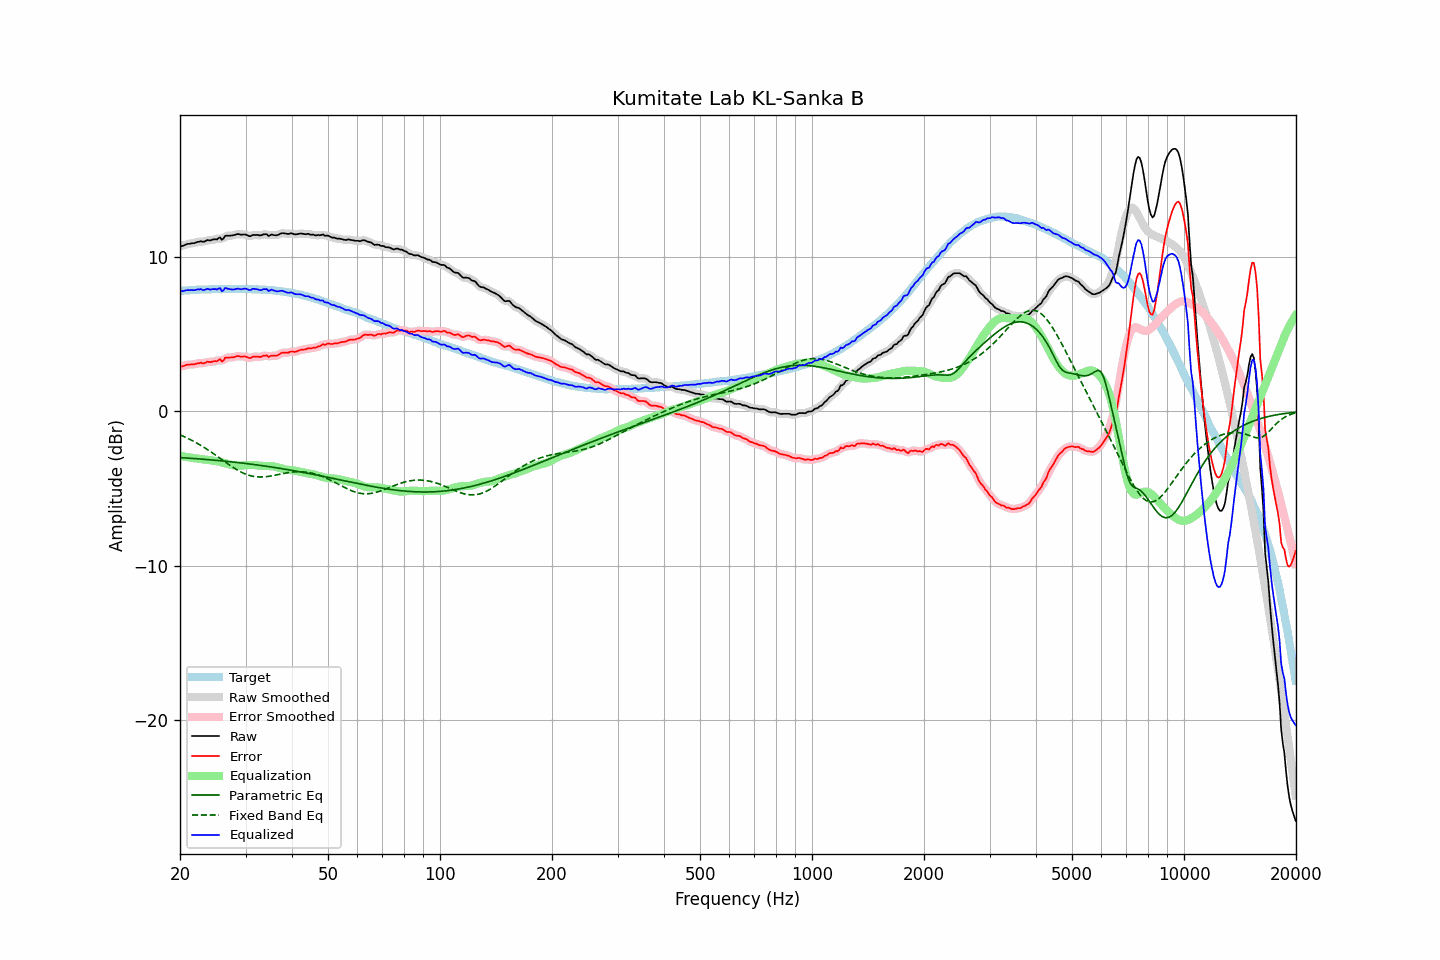 Kumitate Lab KL-Sanka B
Amplitude (dBr)
10
0
−10
−20
Target
Raw Smoothed
Error Smoothed
Raw
Error
Equalization
Parametric Eq
Fixed Band Eq
Equalized
20 50 100 200 500 1000 2000 5000 10000 20000
Frequency (Hz)